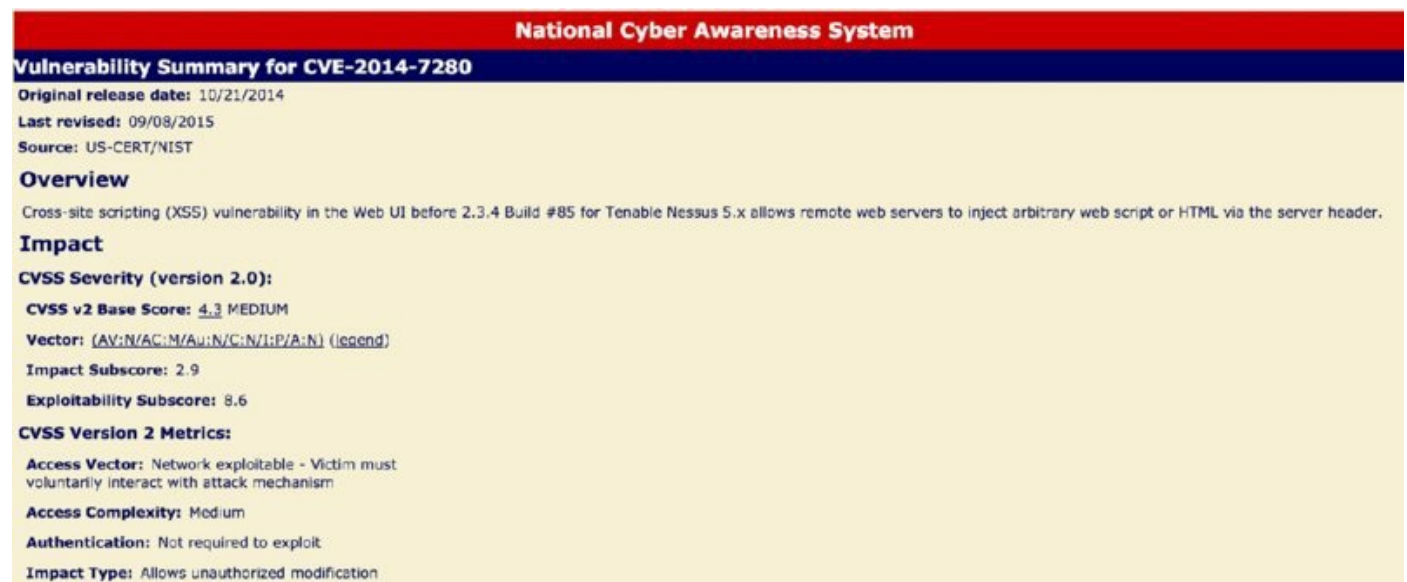 National Cyber Awareness System
Vulnerability Summary for CVE-2014-7280
Original release date: 10/21/2014
Last revised: 09/08/2015
Source: US-CERT/NIST
Overview
Cross-site scripting (XSS) vulnerability in the Web UI before 2.3.4 Build #85 for Tenable Nessus 5.x allows remote web servers to inject arbitrary web script or HTML via the server header.
Impact
CVSS Severity (version 2.0):
CVSS v2 Base Score: 4.3 MEDIUM
Vector: (AV:N/AC:M/Au:N/C:N/I:P/A:N) (legend)
Impact Subscore: 2.9
Exploitability Subscore: 8.6
CVSS Version 2 Metrics:
Access Vector: Network exploitable - Victim must
voluntarily interact with attack mechanism
Access Complexity: Medium
Authentication: Not required to exploit
Impact Type: Allows unauthorized modification